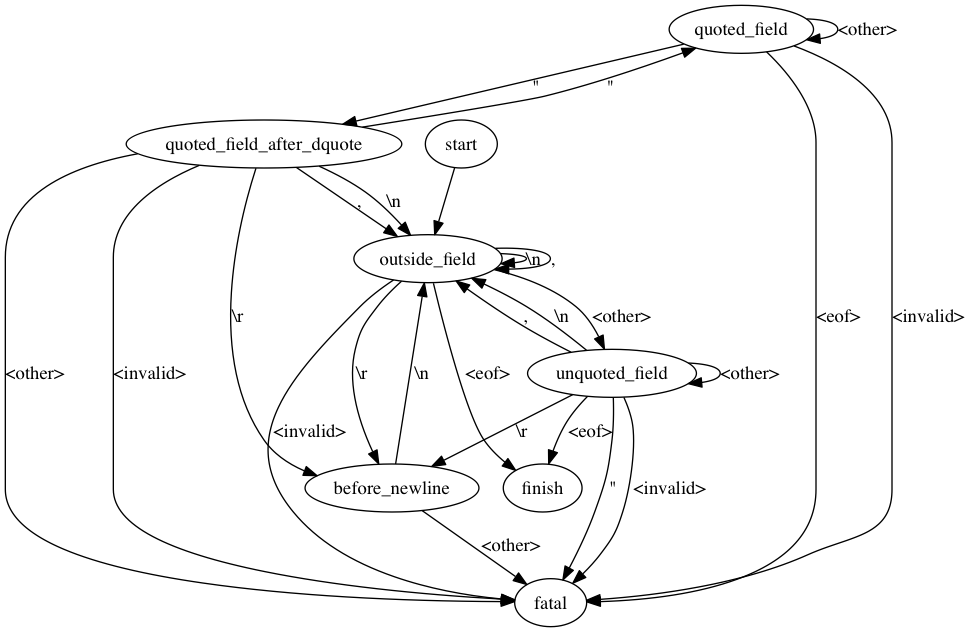 quoted_field
<other>
"
"
quoted_field_after_dquote
start
,
\n
outside_field
\n
,
\r
,
\n
<other>
<eof>
<invalid>
<other>
<invalid>
\r
\n
<eof>
unquoted_field
<other>
<invalid>
\r
<eof>
before_newline
finish
"
<invalid>
<other>
fatal